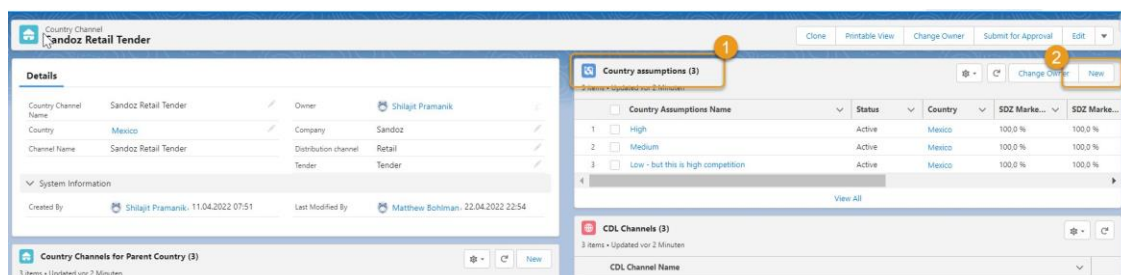 Country Channel
Sandoz Retail Tender
Clone Printable View Change Owner Submit for Approval Edit
1
2
Details
Country Channel Name Sandoz Retail Tender Owner Shilajit Pramanik
Country Mexico Company Sandoz
Channel Name Sandoz Retail Tender Distribution channel Retail
Tender Tender
System Information
Created By Shilajit Pramanik, 11.04.2022 07:51 Last Modified By Matthew Bohlman, 22.04.2022 22:54
Country Channels for Parent Country (3) New
3 items • Updated vor 2 Minuten
Country assumptions (3) Change Owner New
3 items • Updated vor 2 Minuten
Country Assumptions Name Status Country SDZ Marke... SDZ Marke...
1 High Active Mexico 100,0 % 100,0 %
2 Medium Active Mexico 100,0 % 100,0 %
3 Low - but this is high competition Active Mexico 100,0 % 100,0 %
View All
CDL Channels (3)
3 items • Updated vor 2 Minuten
CDL Channel Name